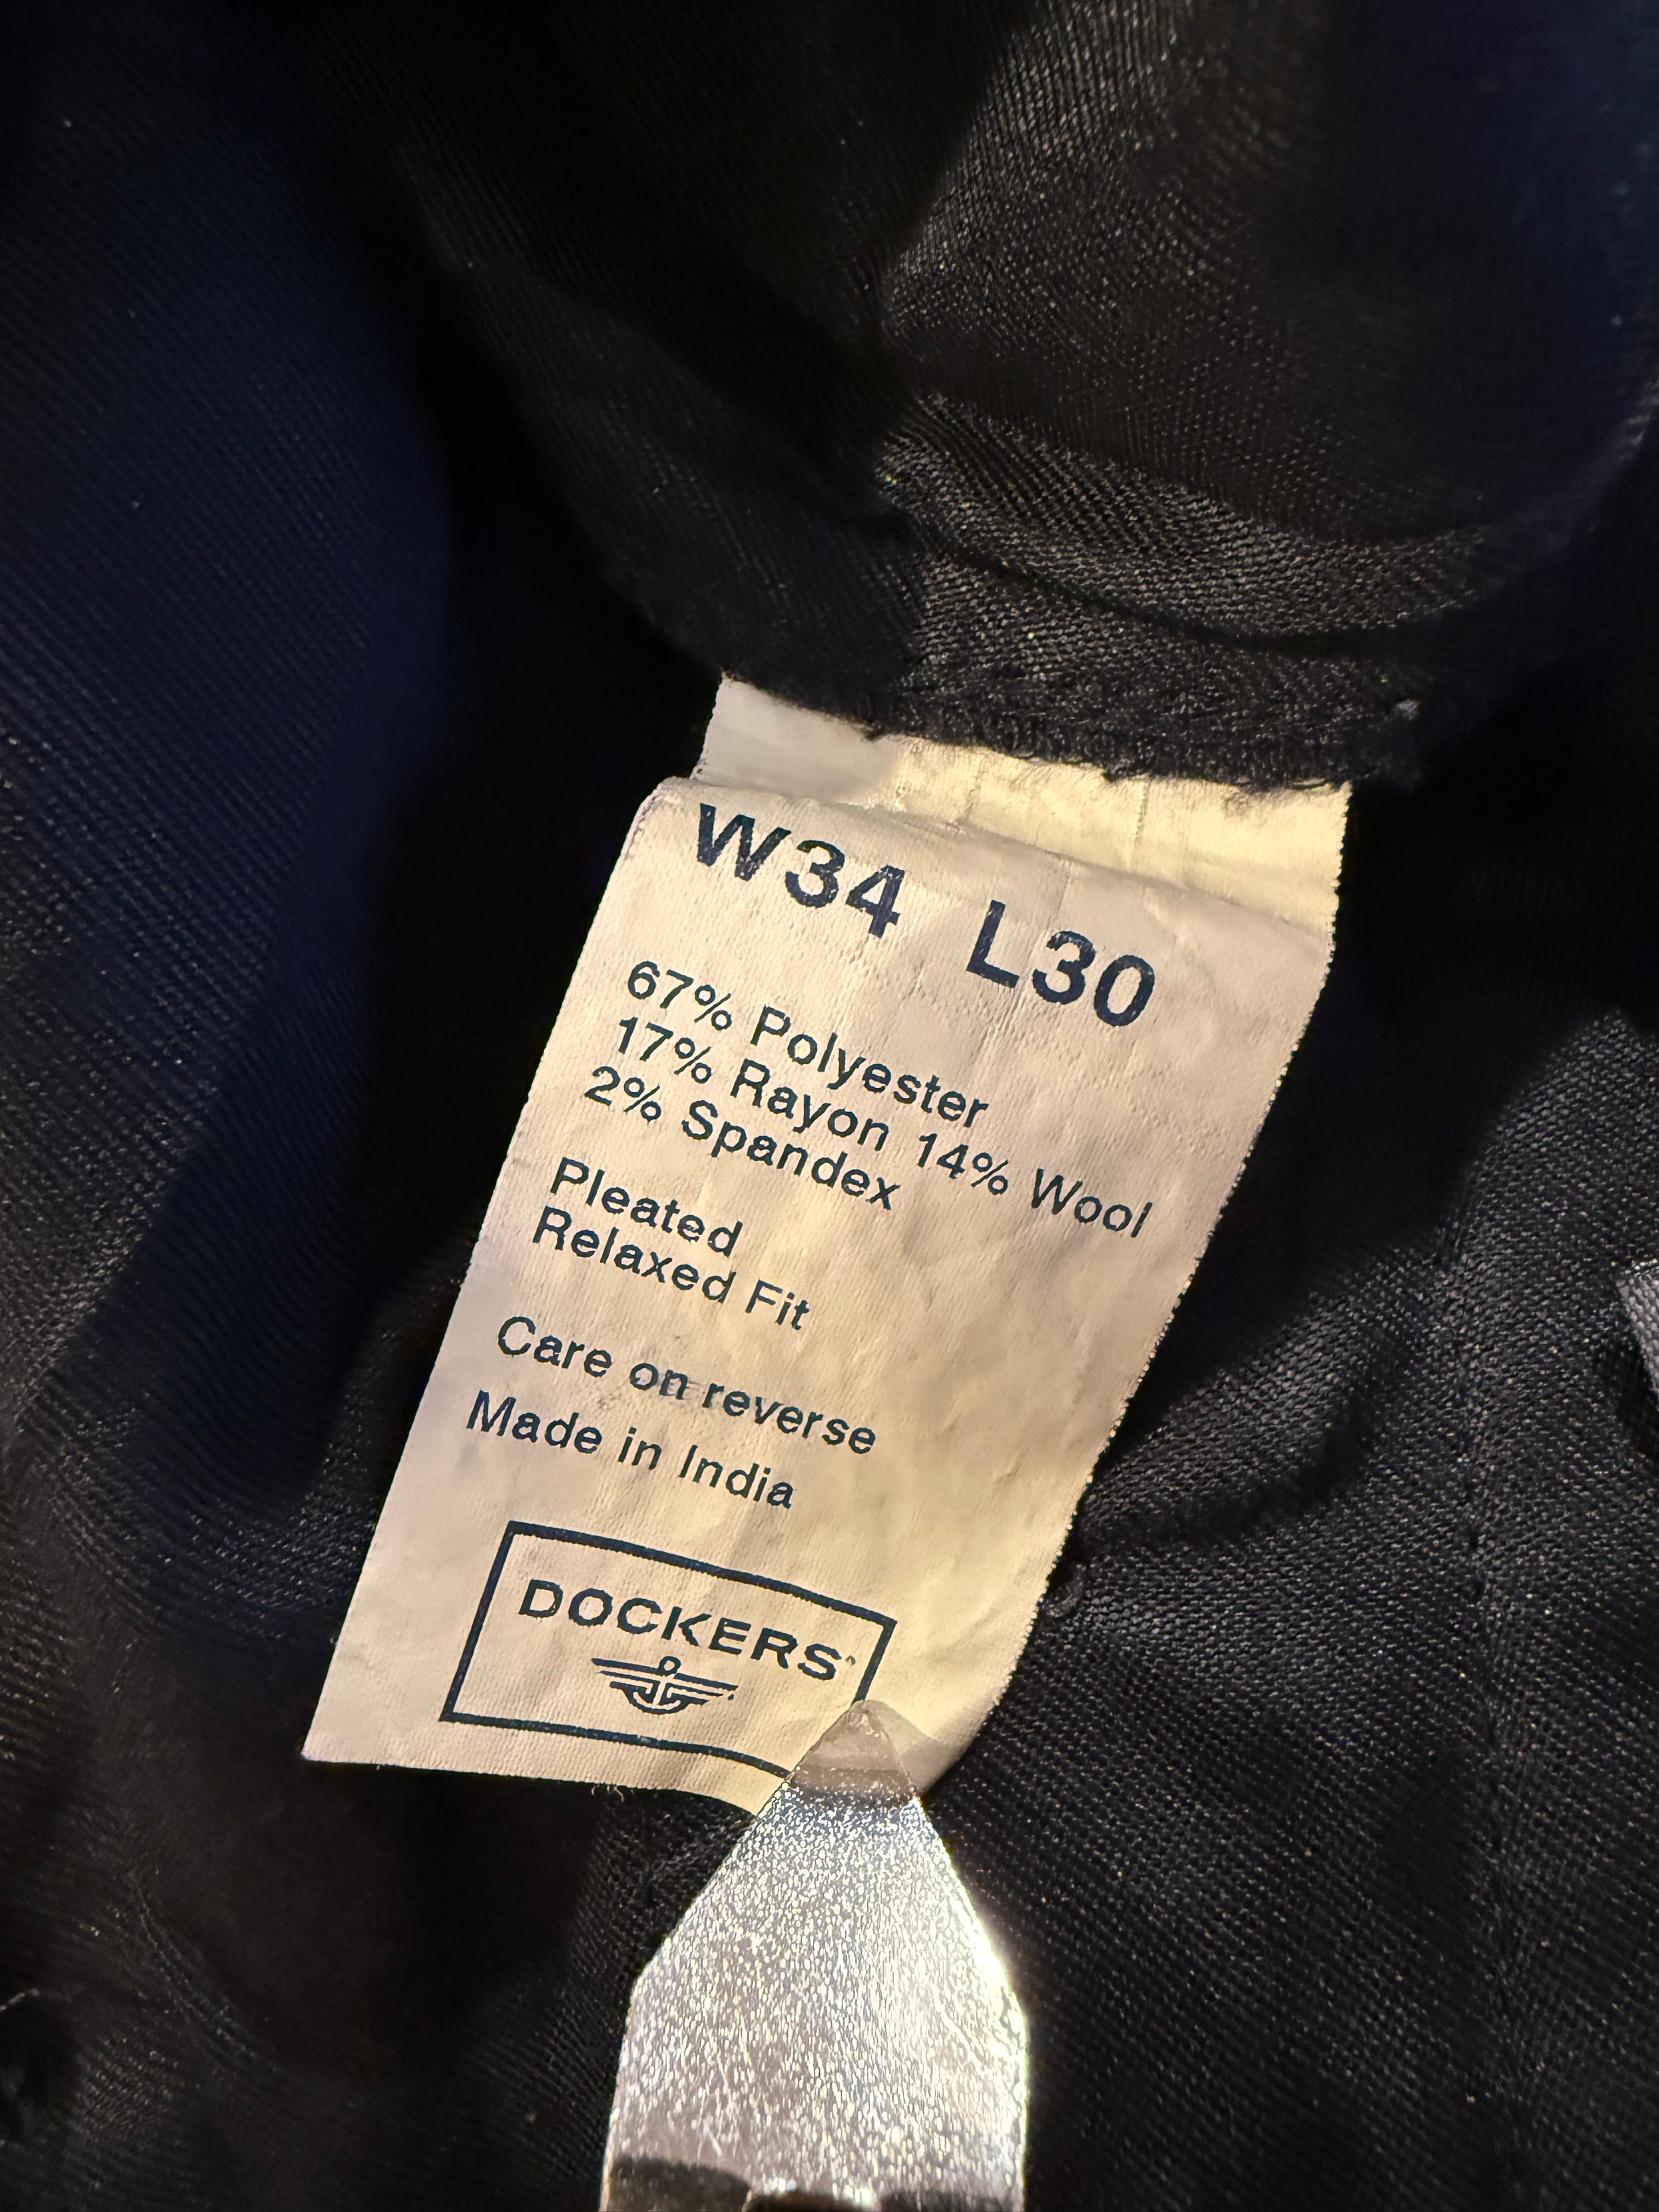 W34 L30
67% Polyester
17% Rayon 14% Wool
2% Spandex
Pleated
Relaxed Fit
Care on reverse
Made in India
DOCKERS